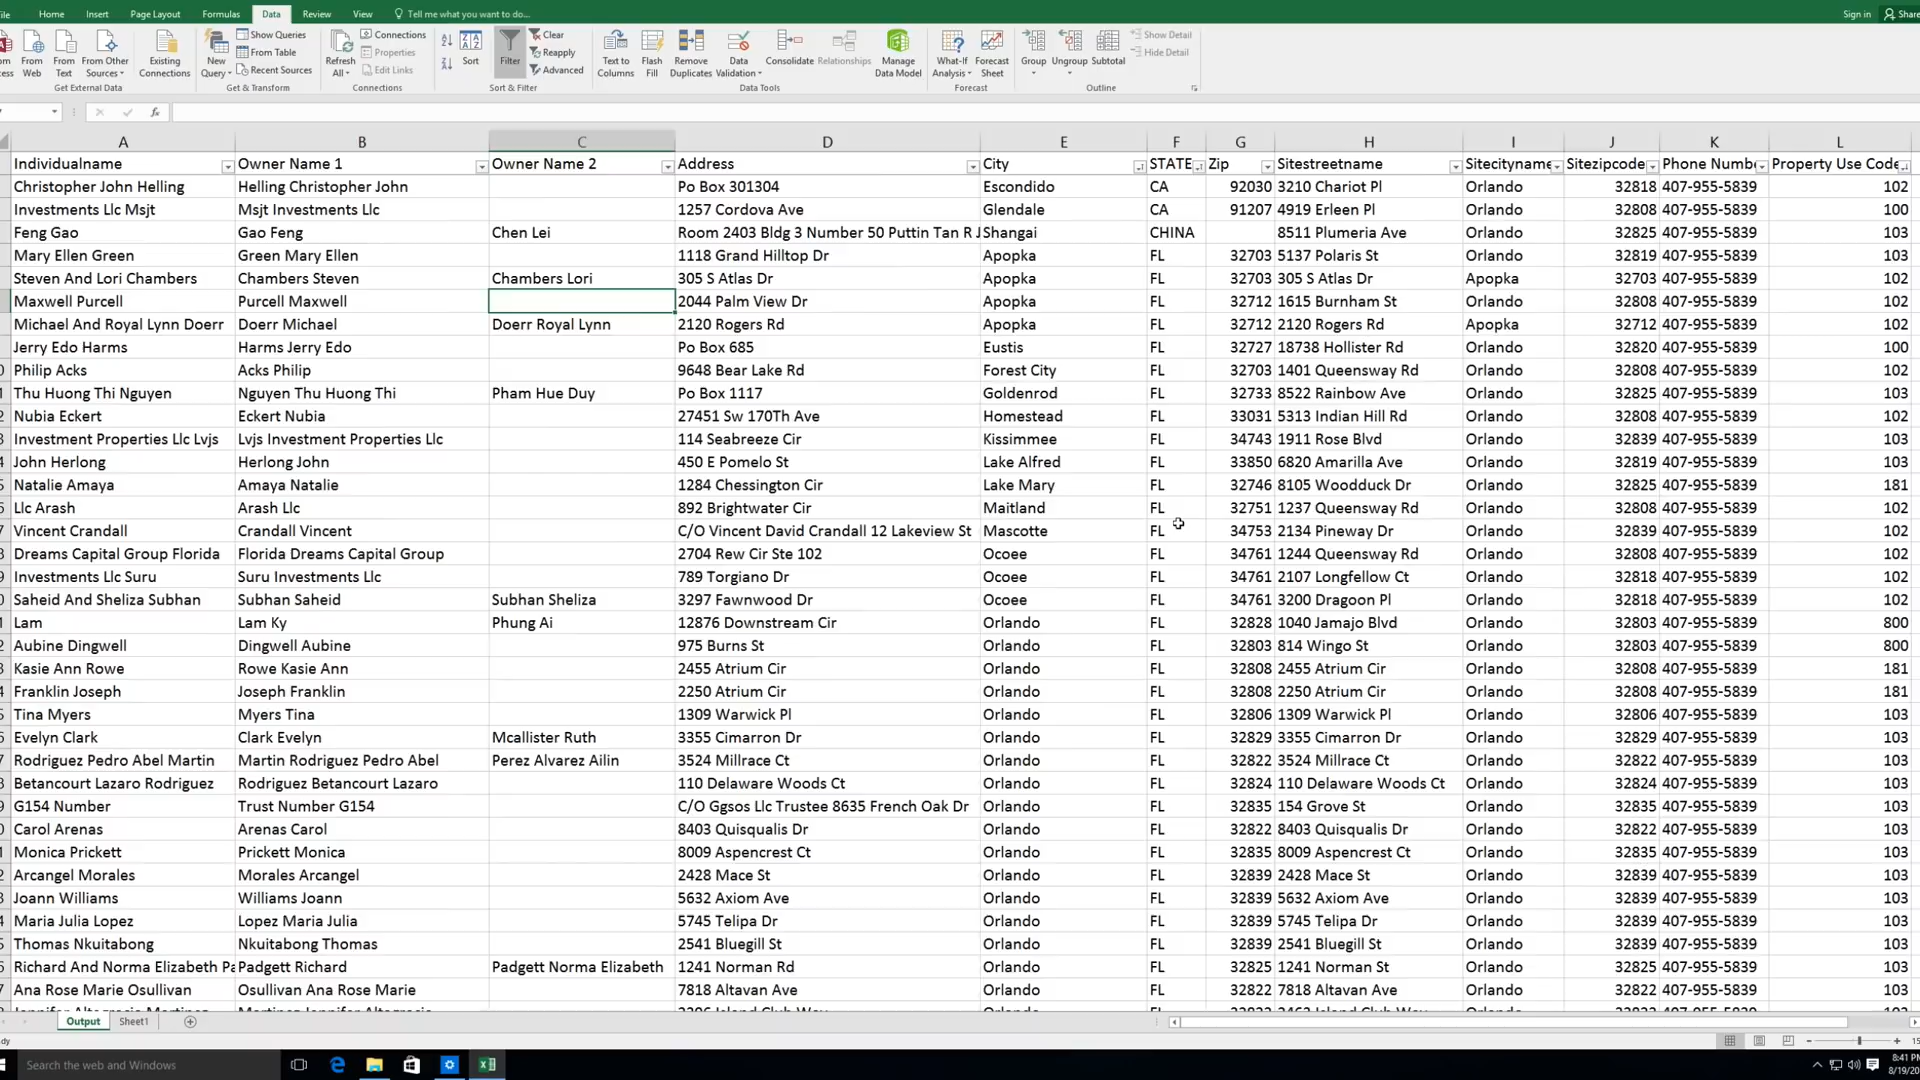 File Home Insert Page Layout Formulas Data Review View Tell me what you want to do... Sign in Share
From Access From Web From Text From Other Sources Existing Connections New Query Show Queries From Table Recent Sources Refresh All Connections Properties Edit Links Sort Filter Clear Reapply Advanced Text to Columns Flash Fill Remove Duplicates Data Validation Consolidate Relationships Manage Data Model What-If Analysis Forecast Sheet Group Ungroup Subtotal Show Detail Hide Detail
Get External Data Get & Transform Connections Sort & Filter Data Tools Forecast Outline
fx
A B C D E F G H I J K L
Individualname Owner Name 1 Owner Name 2 Address City STATE Zip Sitestreetname Sitecityname Sitezipcode Phone Numb Property Use Code
Christopher John Helling Helling Christopher John Po Box 301304 Escondido CA 92030 3210 Chariot Pl Orlando 32818 407-955-5839 102
Investments Llc Msjt Msjt Investments Llc 1257 Cordova Ave Glendale CA 91207 4919 Erleen Pl Orlando 32808 407-955-5839 100
Feng Gao Gao Feng Chen Lei Room 2403 Bldg 3 Number 50 Puttin Tan R J Shangai CHINA 8511 Plumeria Ave Orlando 32825 407-955-5839 103
Mary Ellen Green Green Mary Ellen 1118 Grand Hilltop Dr Apopka FL 32703 5137 Polaris St Orlando 32819 407-955-5839 103
Steven And Lori Chambers Chambers Steven Chambers Lori 305 S Atlas Dr Apopka FL 32703 305 S Atlas Dr Apopka 32703 407-955-5839 102
Maxwell Purcell Purcell Maxwell 2044 Palm View Dr Apopka FL 32712 1615 Burnham St Orlando 32808 407-955-5839 102
Michael And Royal Lynn Doerr Doerr Michael Doerr Royal Lynn 2120 Rogers Rd Apopka FL 32712 2120 Rogers Rd Apopka 32712 407-955-5839 102
Jerry Edo Harms Harms Jerry Edo Po Box 685 Eustis FL 32727 18738 Hollister Rd Orlando 32820 407-955-5839 100
Philip Acks Acks Philip 9648 Bear Lake Rd Forest City FL 32703 1401 Queensway Rd Orlando 32808 407-955-5839 102
Thu Huong Thi Nguyen Nguyen Thu Huong Thi Pham Hue Duy Po Box 1117 Goldenrod FL 32733 8522 Rainbow Ave Orlando 32825 407-955-5839 103
Nubia Eckert Eckert Nubia 27451 Sw 170Th Ave Homestead FL 33031 5313 Indian Hill Rd Orlando 32808 407-955-5839 102
Investment Properties Llc Lvjs Lvjs Investment Properties Llc 114 Seabreeze Cir Kissimmee FL 34743 1911 Rose Blvd Orlando 32839 407-955-5839 103
John Herlong Herlong John 450 E Pomelo St Lake Alfred FL 33850 6820 Amarilla Ave Orlando 32819 407-955-5839 103
Natalie Amaya Amaya Natalie 1284 Chessington Cir Lake Mary FL 32746 8105 Woodduck Dr Orlando 32825 407-955-5839 181
Llc Arash Arash Llc 892 Brightwater Cir Maitland FL 32751 1237 Queensway Rd Orlando 32808 407-955-5839 102
Vincent Crandall Crandall Vincent C/O Vincent David Crandall 12 Lakeview St Mascotte FL 34753 2134 Pineway Dr Orlando 32839 407-955-5839 102
Dreams Capital Group Florida Florida Dreams Capital Group 2704 Rew Cir Ste 102 Ocoee FL 34761 1244 Queensway Rd Orlando 32808 407-955-5839 102
Investments Llc Suru Suru Investments Llc 789 Torgiano Dr Ocoee FL 34761 2107 Longfellow Ct Orlando 32818 407-955-5839 102
Saheid And Sheliza Subhan Subhan Saheid Subhan Sheliza 3297 Fawnwood Dr Ocoee FL 34761 3200 Dragoon Pl Orlando 32818 407-955-5839 102
Lam Lam Ky Phung Ai 12876 Downstream Cir Orlando FL 32828 1040 Jamajo Blvd Orlando 32803 407-955-5839 800
Aubine Dingwell Dingwell Aubine 975 Burns St Orlando FL 32803 814 Wingo St Orlando 32803 407-955-5839 800
Kasie Ann Rowe Rowe Kasie Ann 2455 Atrium Cir Orlando FL 32808 2455 Atrium Cir Orlando 32808 407-955-5839 181
Franklin Joseph Joseph Franklin 2250 Atrium Cir Orlando FL 32808 2250 Atrium Cir Orlando 32808 407-955-5839 181
Tina Myers Myers Tina 1309 Warwick Pl Orlando FL 32806 1309 Warwick Pl Orlando 32806 407-955-5839 103
Evelyn Clark Clark Evelyn Mcallister Ruth 3355 Cimarron Dr Orlando FL 32829 3355 Cimarron Dr Orlando 32829 407-955-5839 103
Rodriguez Pedro Abel Martin Martin Rodriguez Pedro Abel Perez Alvarez Ailin 3524 Millrace Ct Orlando FL 32822 3524 Millrace Ct Orlando 32822 407-955-5839 103
Betancourt Lazaro Rodriguez Rodriguez Betancourt Lazaro 110 Delaware Woods Ct Orlando FL 32824 110 Delaware Woods Ct Orlando 32824 407-955-5839 103
G154 Number Trust Number G154 C/O Ggsos Llc Trustee 8635 French Oak Dr Orlando FL 32835 154 Grove St Orlando 32835 407-955-5839 103
Carol Arenas Arenas Carol 8403 Quisqualis Dr Orlando FL 32822 8403 Quisqualis Dr Orlando 32822 407-955-5839 103
Monica Prickett Prickett Monica 8009 Aspencrest Ct Orlando FL 32835 8009 Aspencrest Ct Orlando 32835 407-955-5839 103
Arcangel Morales Morales Arcangel 2428 Mace St Orlando FL 32839 2428 Mace St Orlando 32839 407-955-5839 103
Joann Williams Williams Joann 5632 Axiom Ave Orlando FL 32839 5632 Axiom Ave Orlando 32839 407-955-5839 103
Maria Julia Lopez Lopez Maria Julia 5745 Telipa Dr Orlando FL 32839 5745 Telipa Dr Orlando 32839 407-955-5839 103
Thomas Nkuitabong Nkuitabong Thomas 2541 Bluegill St Orlando FL 32839 2541 Bluegill St Orlando 32839 407-955-5839 103
Richard And Norma Elizabeth Pa Padgett Richard Padgett Norma Elizabeth 1241 Norman Rd Orlando FL 32825 1241 Norman St Orlando 32825 407-955-5839 103
Ana Rose Marie Osullivan Osullivan Ana Rose Marie 7818 Altavan Ave Orlando FL 32822 7818 Altavan Ave Orlando 32822 407-955-5839 103
Output Sheet1
Search the web and Windows 8:41 PM